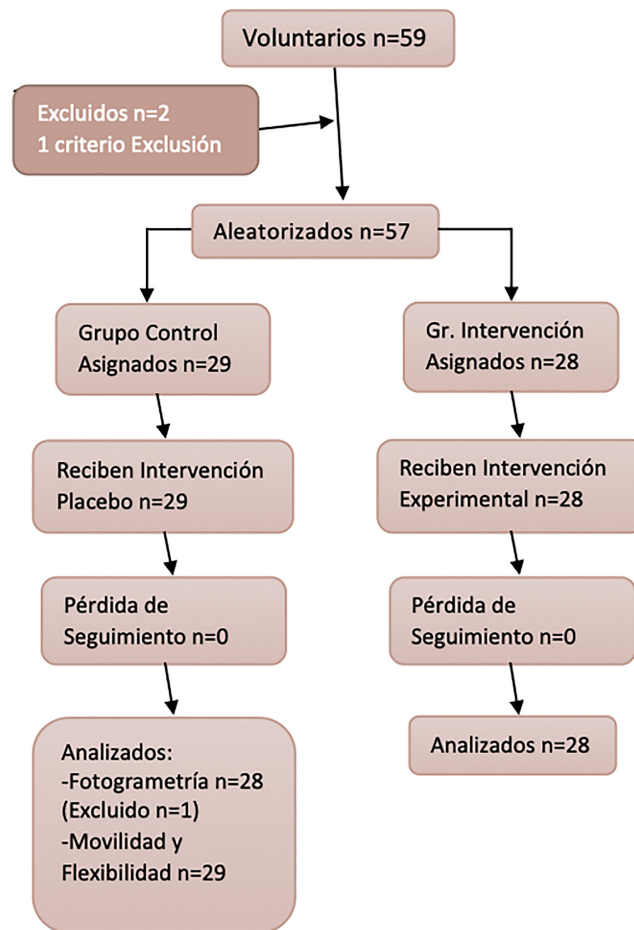 Voluntarios n=59
Excluidos n=2
1 criterio Exclusión
Aleatorizados n=57
Grupo Control
Asignados n=29
Gr. Intervención
Asignados n=28
Reciben Intervención
Placebo n=29
Reciben Intervención
Experimental n=28
Pérdida de
Seguimiento n=0
Pérdida de
Seguimiento n=0
Analizados:
-Fotogrametría n=28
(Excluido n=1)
-Movilidad y
Flexibilidad n=29
Analizados n=28